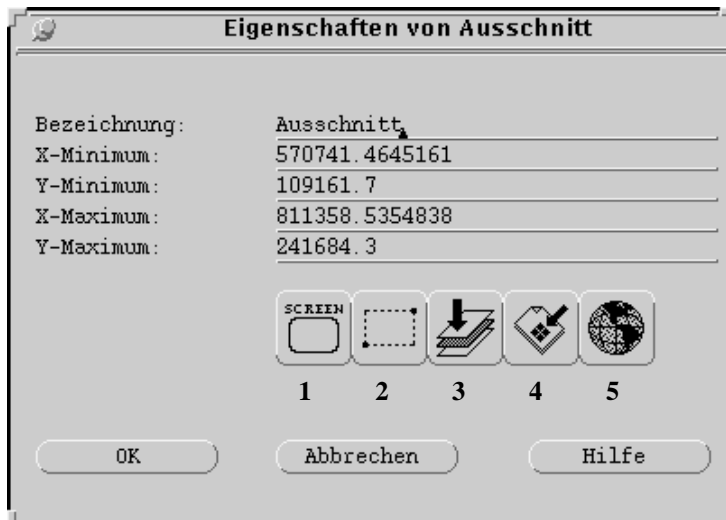 Eigenschaften von Ausschnitt
Bezeichnung: Ausschnitt
X-Minimum: 570741.4645161
Y-Minimum: 109161.7
X-Maximum: 811358.5354838
Y-Maximum: 241684.3
SCREEN
1 2 3 4 5
OK Abbrechen Hilfe